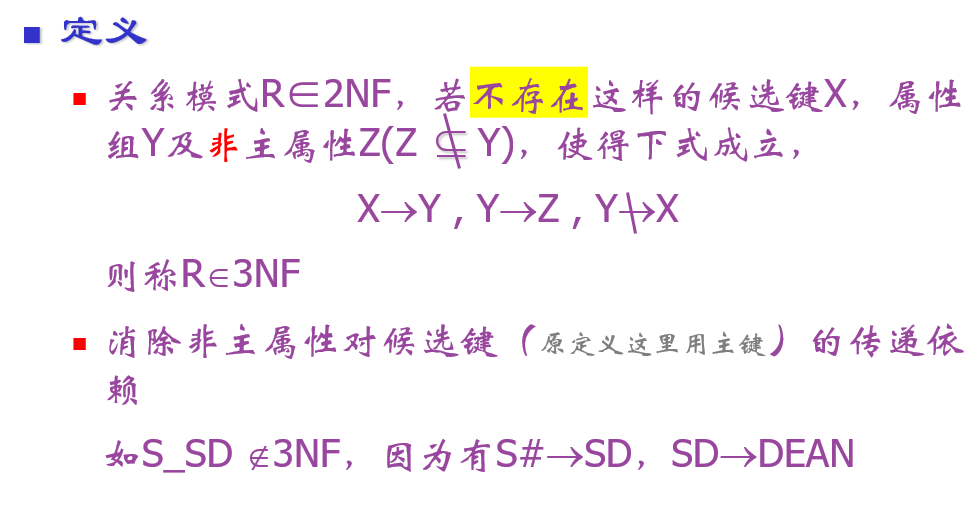 定义
关系模式R∈2NF，若不存在这样的候选键X，属性
组Y及非主属性Z(Z ⊈ Y)，使得下式成立，
X→Y , Y→Z , Y↛X
则称R∈3NF
消除非主属性对候选键（原定义这里用主键）的传递依
赖
如S_SD ∉3NF，因为有S#→SD，SD→DEAN